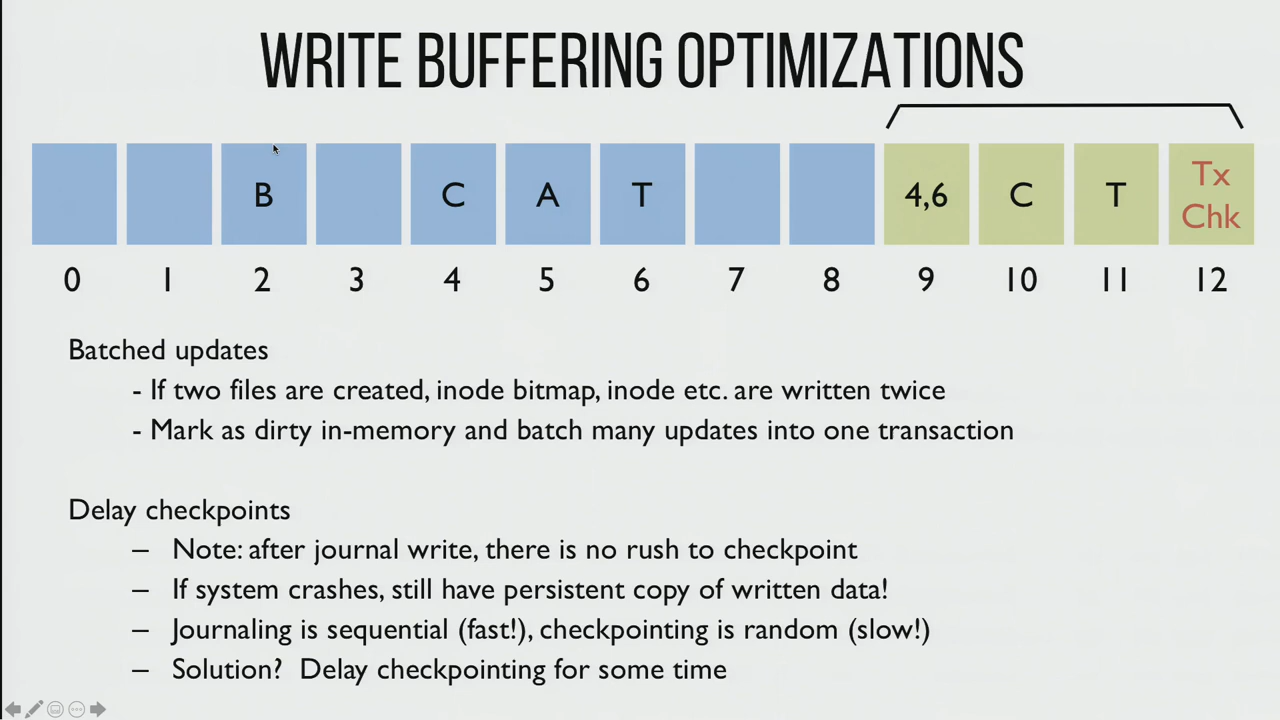 WRITE BUFFERING OPTIMIZATIONS
B C A T 4,6 C T Tx Chk
0 1 2 3 4 5 6 7 8 9 10 11 12
Batched updates
- If two files are created, inode bitmap, inode etc. are written twice
- Mark as dirty in-memory and batch many updates into one transaction
Delay checkpoints
– Note: after journal write, there is no rush to checkpoint
– If system crashes, still have persistent copy of written data!
– Journaling is sequential (fast!), checkpointing is random (slow!)
– Solution? Delay checkpointing for some time